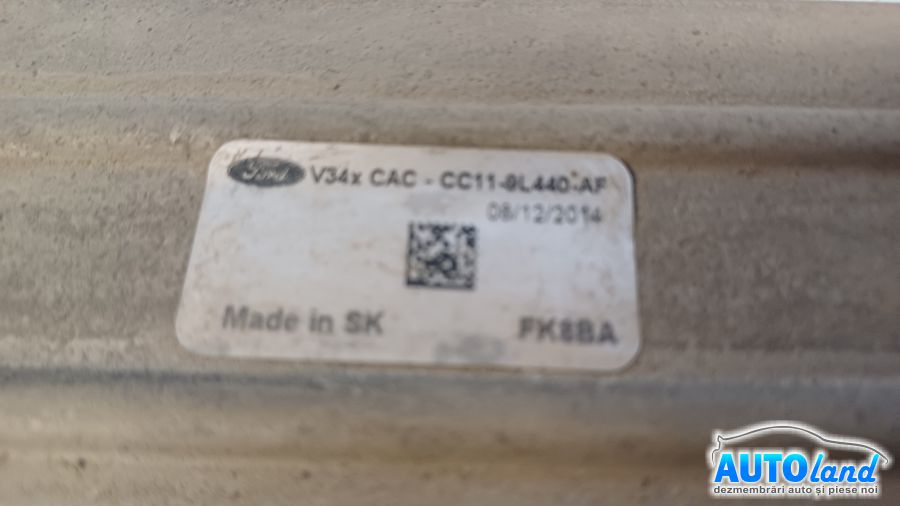 Ford V34x CAC - CC11-9L440-AF
08/12/2014
Made in SK FK8BA
AUTOland
dezmembrări auto și piese noi